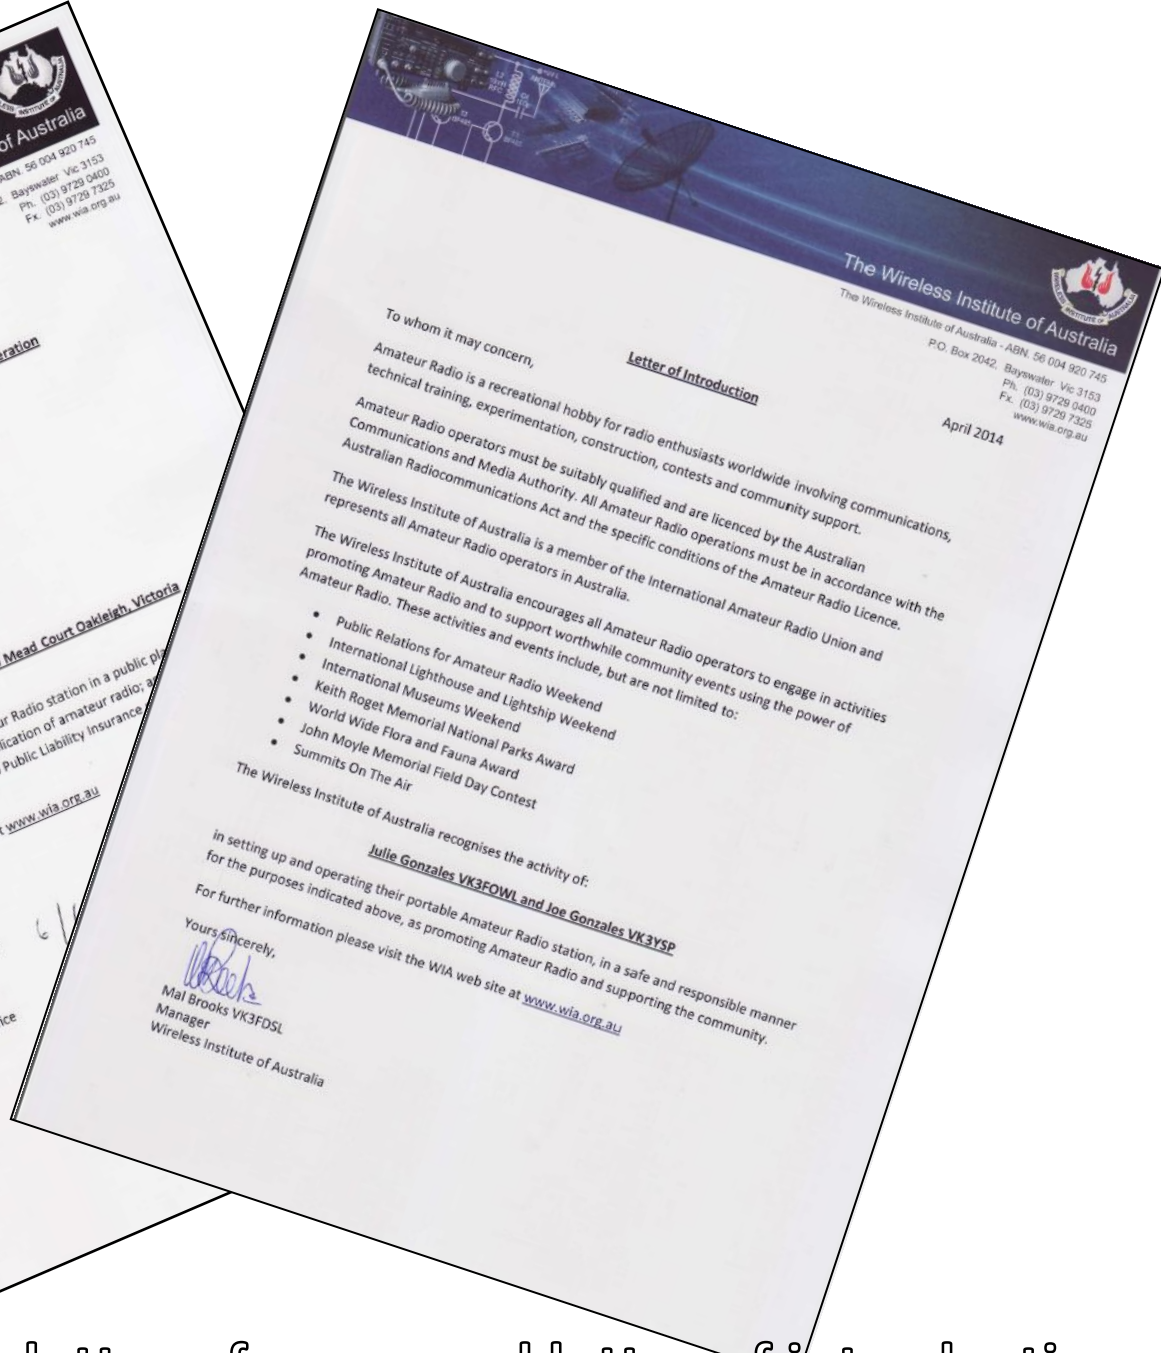 of Australia
ABN. 56 004 920 745
Bayswater Vic 3153
Ph. (03) 9729 0400
Fx. (03) 9729 7325
www.wia.org.au
Mead Court Oakleigh, Victoria
Radio station in a public
of amateur radio;
Public Liability Insurance
www.wia.org.au
The Wireless Institute of Australia
WIRELESS INSTITUTE OF AUSTRALIA
The Wireless Institute of Australia - ABN. 56 004 920 745
P.O. Box 2042, Bayswater Vic 3153
Ph. (03) 9729 0400
Fx. (03) 9729 7325
www.wia.org.au
April 2014
Letter of Introduction
To whom it may concern,
Amateur Radio is a recreational hobby for radio enthusiasts worldwide involving communications,
technical training, experimentation, construction, contests and community support.
Amateur Radio operators must be suitably qualified and are licenced by the Australian
Communications and Media Authority. All Amateur Radio operations must be in accordance with the
Australian Radiocommunications Act and the specific conditions of the Amateur Radio Licence.
The Wireless Institute of Australia is a member of the International Amateur Radio Union and
represents all Amateur Radio operators in Australia.
The Wireless Institute of Australia encourages all Amateur Radio operators to engage in activities
promoting Amateur Radio and to support worthwhile community events using the power of
Amateur Radio. These activities and events include, but are not limited to:
• Public Relations for Amateur Radio Weekend
• International Lighthouse and Lightship Weekend
• International Museums Weekend
• Keith Roget Memorial National Parks Award
• World Wide Flora and Fauna Award
• John Moyle Memorial Field Day Contest
• Summits On The Air
The Wireless Institute of Australia recognises the activity of:
Julie Gonzales VK3FOWL and Joe Gonzales VK3YSP
in setting up and operating their portable Amateur Radio station, in a safe and responsible manner
for the purposes indicated above, as promoting Amateur Radio and supporting the community.
For further information please visit the WIA web site at www.wia.org.au
Yours sincerely,
Mal Brooks VK3FDSL
Manager
Wireless Institute of Australia